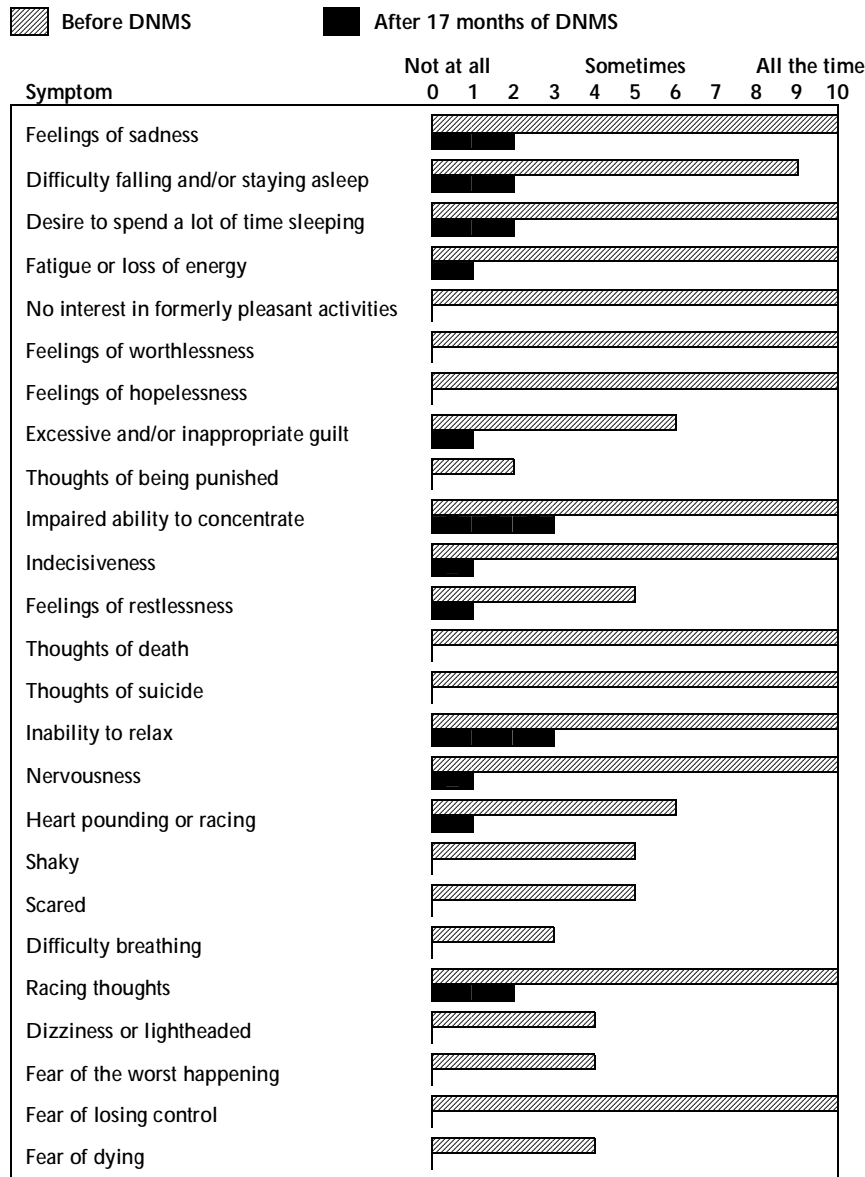 Before DNMS After 17 months of DNMS
Not at all Sometimes All the time
Symptom 0 1 2 3 4 5 6 7 8 9 10
Feelings of sadness
Difficulty falling and/or staying asleep
Desire to spend a lot of time sleeping
Fatigue or loss of energy
No interest in formerly pleasant activities
Feelings of worthlessness
Feelings of hopelessness
Excessive and/or inappropriate guilt
Thoughts of being punished
Impaired ability to concentrate
Indecisiveness
Feelings of restlessness
Thoughts of death
Thoughts of suicide
Inability to relax
Nervousness
Heart pounding or racing
Shaky
Scared
Difficulty breathing
Racing thoughts
Dizziness or lightheaded
Fear of the worst happening
Fear of losing control
Fear of dying